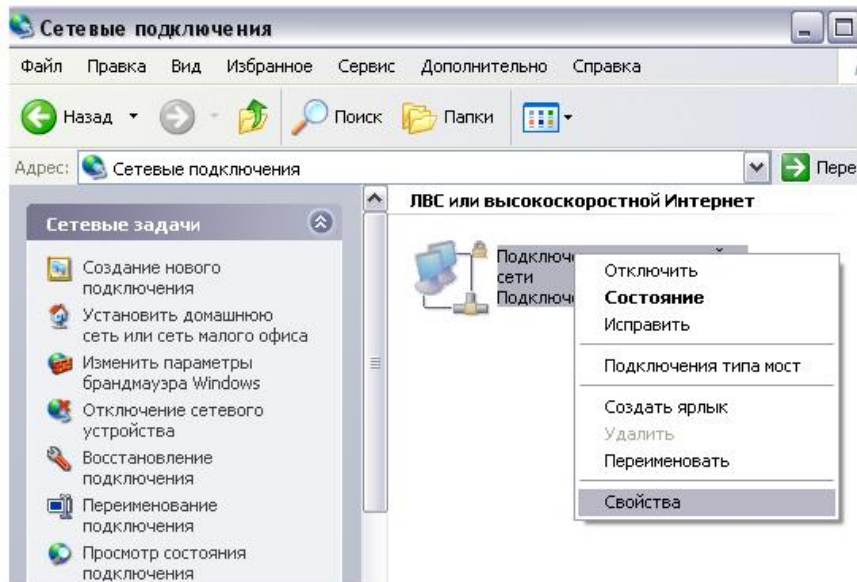 Сетевые подключения
Файл Правка Вид Избранное Сервис Дополнительно Справка
Назад Поиск Папки
Адрес: Сетевые подключения
Сетевые задачи
Создание нового
подключения
Установить домашнюю
сеть или сеть малого офиса
Изменить параметры
брандмауэра Windows
Отключение сетевого
устройства
Восстановление
подключения
Переименование
подключения
Просмотр состояния
подключения
ЛВС или высокоскоростной Интернет
сети
Отключить
Состояние
Исправить
Подключения типа мост
Создать ярлык
Удалить
Переименовать
Свойства